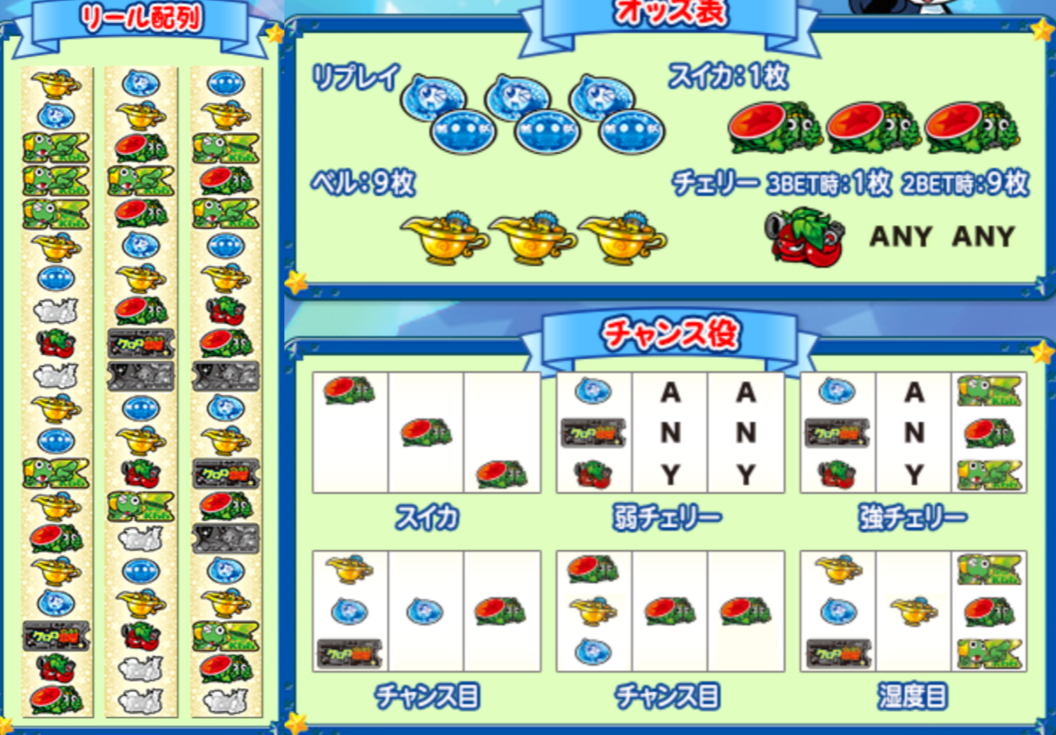 リール配列
オッズ表
リプレイ
スイカ：1枚
ベル：9枚
チェリー 3BET時：1枚 2BET時：9枚
ANY ANY
チャンス役
スイカ
A N Y
A N Y
弱チェリー
A N Y
強チェリー
チャンス目
チャンス目
湿度目